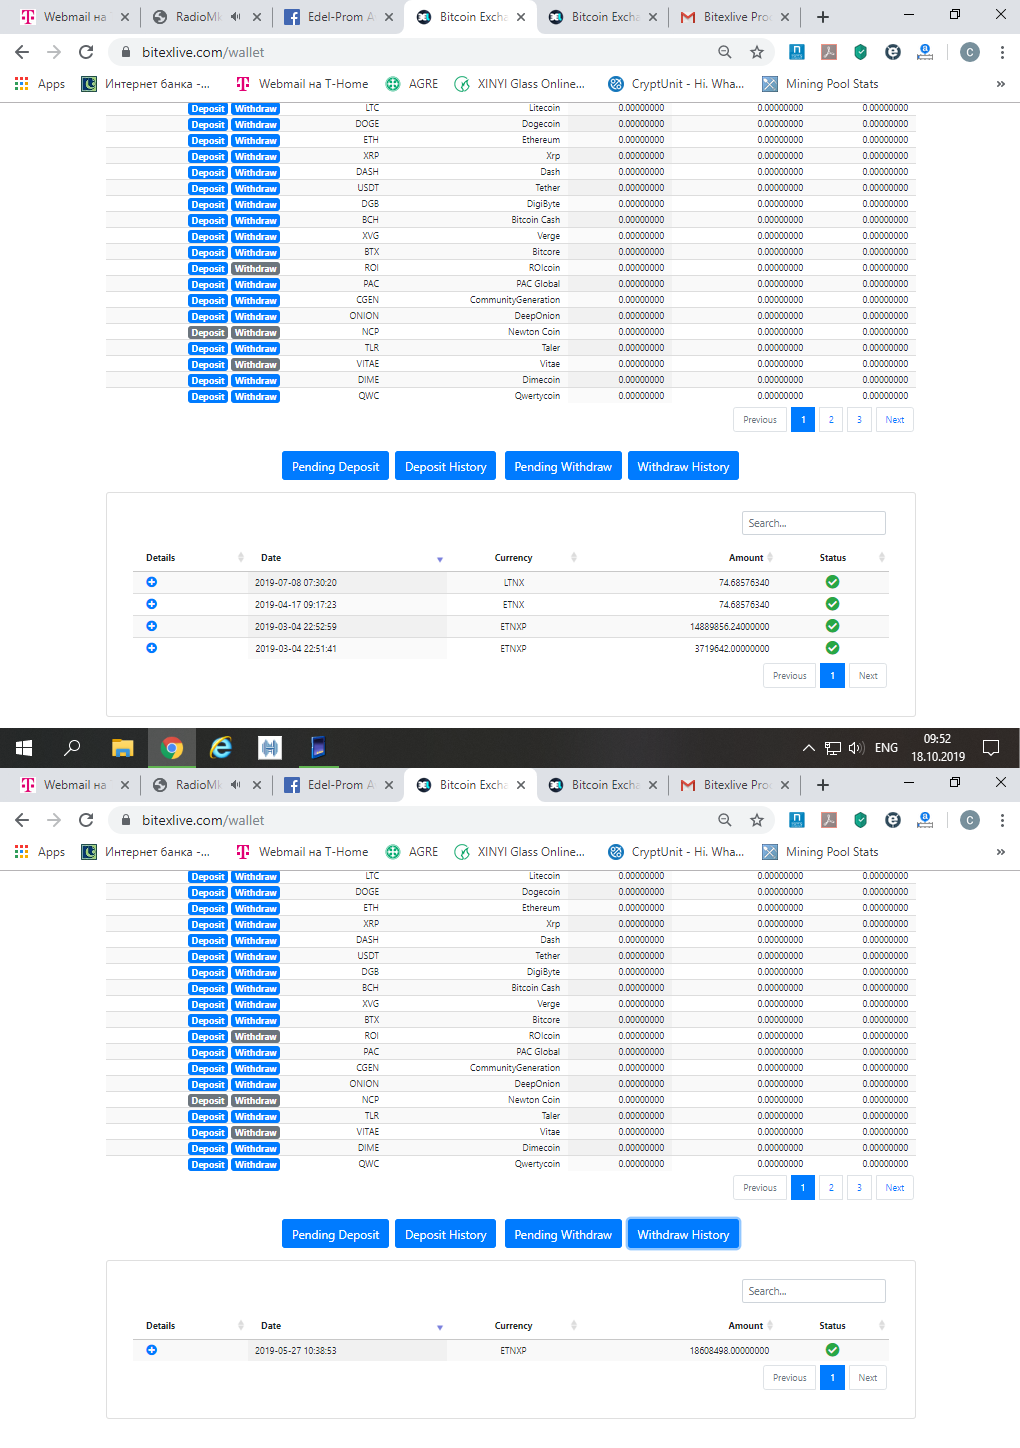 Webmail на RadioMk Edel-Prom A Bitcoin Excha Bitcoin Excha Bitexlive Pro
bitexlive.com/wallet
Apps Интернет банка -... Webmail на T-Home AGRE XINYI Glass Online... CryptUnit - Hi. Wha... Mining Pool Stats »
Deposit Withdraw LTC Litecoin 0.00000000 0.00000000 0.00000000
Deposit Withdraw DOGE Dogecoin 0.00000000 0.00000000 0.00000000
Deposit Withdraw ETH Ethereum 0.00000000 0.00000000 0.00000000
Deposit Withdraw XRP Xrp 0.00000000 0.00000000 0.00000000
Deposit Withdraw DASH Dash 0.00000000 0.00000000 0.00000000
Deposit Withdraw USDT Tether 0.00000000 0.00000000 0.00000000
Deposit Withdraw DGB DigiByte 0.00000000 0.00000000 0.00000000
Deposit Withdraw BCH Bitcoin Cash 0.00000000 0.00000000 0.00000000
Deposit Withdraw XVG Verge 0.00000000 0.00000000 0.00000000
Deposit Withdraw BTX Bitcore 0.00000000 0.00000000 0.00000000
Deposit Withdraw ROI ROIcoin 0.00000000 0.00000000 0.00000000
Deposit Withdraw PAC PAC Global 0.00000000 0.00000000 0.00000000
Deposit Withdraw CGEN CommunityGeneration 0.00000000 0.00000000 0.00000000
Deposit Withdraw ONION DeepOnion 0.00000000 0.00000000 0.00000000
Deposit Withdraw NCP Newton Coin 0.00000000 0.00000000 0.00000000
Deposit Withdraw TLR Taler 0.00000000 0.00000000 0.00000000
Deposit Withdraw VITAE Vitae 0.00000000 0.00000000 0.00000000
Deposit Withdraw DIME Dimecoin 0.00000000 0.00000000 0.00000000
Deposit Withdraw QWC Qwertycoin 0.00000000 0.00000000 0.00000000
Previous 1 2 3 Next
Pending Deposit Deposit History Pending Withdraw Withdraw History
Search...
Details Date Currency Amount Status
2019-07-08 07:30:20 LTNX 74.68576340
2019-04-17 09:17:23 ETNX 74.68576340
2019-03-04 22:52:59 ETNXP 14889856.24000000
2019-03-04 22:51:41 ETNXP 3719642.00000000
Previous 1 Next
ENG 09:52
18.10.2019
Webmail на RadioMk Edel-Prom A Bitcoin Excha Bitcoin Excha Bitexlive Pro
bitexlive.com/wallet
Apps Интернет банка -... Webmail на T-Home AGRE XINYI Glass Online... CryptUnit - Hi. Wha... Mining Pool Stats »
Deposit Withdraw LTC Litecoin 0.00000000 0.00000000 0.00000000
Deposit Withdraw DOGE Dogecoin 0.00000000 0.00000000 0.00000000
Deposit Withdraw ETH Ethereum 0.00000000 0.00000000 0.00000000
Deposit Withdraw XRP Xrp 0.00000000 0.00000000 0.00000000
Deposit Withdraw DASH Dash 0.00000000 0.00000000 0.00000000
Deposit Withdraw USDT Tether 0.00000000 0.00000000 0.00000000
Deposit Withdraw DGB DigiByte 0.00000000 0.00000000 0.00000000
Deposit Withdraw BCH Bitcoin Cash 0.00000000 0.00000000 0.00000000
Deposit Withdraw XVG Verge 0.00000000 0.00000000 0.00000000
Deposit Withdraw BTX Bitcore 0.00000000 0.00000000 0.00000000
Deposit Withdraw ROI ROIcoin 0.00000000 0.00000000 0.00000000
Deposit Withdraw PAC PAC Global 0.00000000 0.00000000 0.00000000
Deposit Withdraw CGEN CommunityGeneration 0.00000000 0.00000000 0.00000000
Deposit Withdraw ONION DeepOnion 0.00000000 0.00000000 0.00000000
Deposit Withdraw NCP Newton Coin 0.00000000 0.00000000 0.00000000
Deposit Withdraw TLR Taler 0.00000000 0.00000000 0.00000000
Deposit Withdraw VITAE Vitae 0.00000000 0.00000000 0.00000000
Deposit Withdraw DIME Dimecoin 0.00000000 0.00000000 0.00000000
Deposit Withdraw QWC Qwertycoin 0.00000000 0.00000000 0.00000000
Previous 1 2 3 Next
Pending Deposit Deposit History Pending Withdraw Withdraw History
Search...
Details Date Currency Amount Status
2019-05-27 10:38:53 ETNXP 18608498.00000000
Previous 1 Next